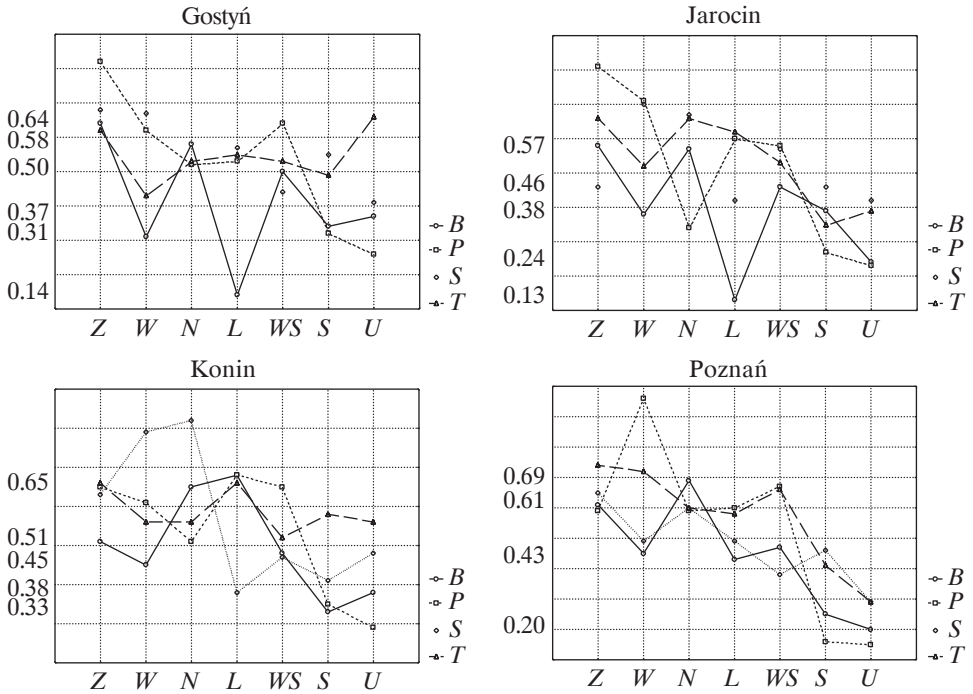 Gostyń
0.64
0.58
0.50
0.37
0.31
0.14
Z W N L WS S U
B
P
S
T
Jarocin
0.57
0.46
0.38
0.24
0.13
Z W N L WS S U
B
P
S
T
Konin
0.65
0.51
0.45
0.38
0.33
Z W N L WS S U
B
P
S
T
Poznań
0.69
0.61
0.43
0.20
Z W N L WS S U
B
P
S
T